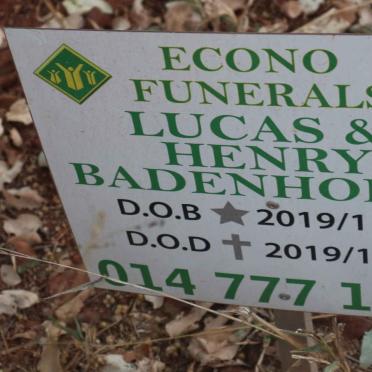 ECONO
FUNERALS
LUCAS &
HENRY
BADENHO
D.O.B ★ 2019/1
D.O.D ✝ 2019/1
014 777 1